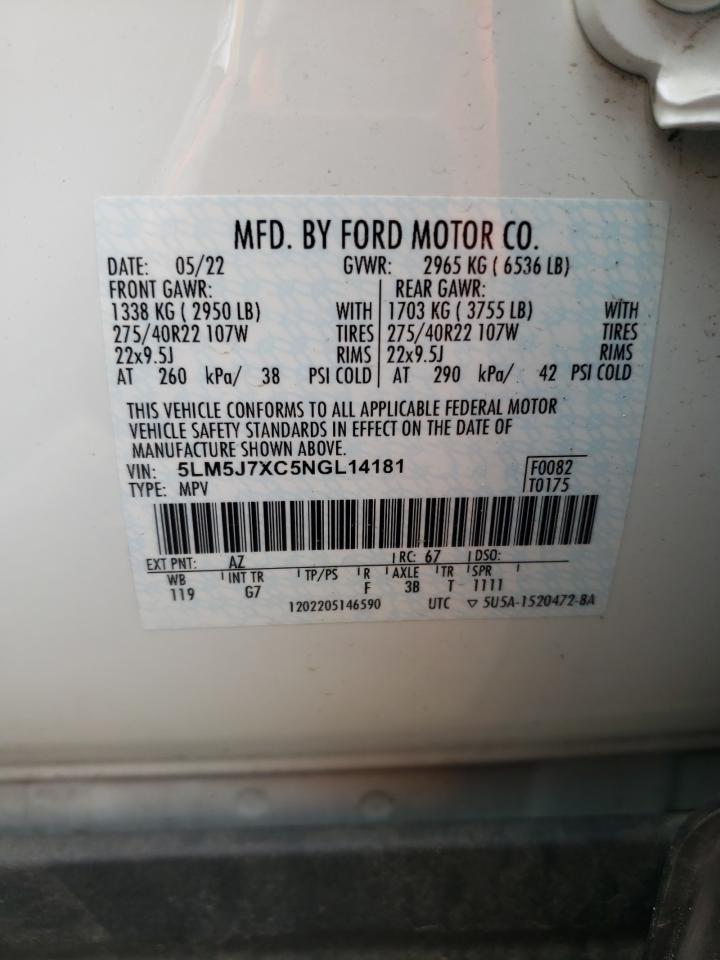 MFD. BY FORD MOTOR CO.
DATE: 05/22 GVWR: 2965 KG ( 6536 LB)
FRONT GAWR: REAR GAWR:
1338 KG ( 2950 LB) WITH 1703 KG ( 3755 LB) WITH
275/40R22 107W TIRES 275/40R22 107W TIRES
22x9.5J RIMS 22x9.5J RIMS
AT 260 kPa/ 38 PSI COLD AT 290 kPa/ 42 PSI COLD
THIS VEHICLE CONFORMS TO ALL APPLICABLE FEDERAL MOTOR
VEHICLE SAFETY STANDARDS IN EFFECT ON THE DATE OF
MANUFACTURE SHOWN ABOVE.
VIN: 5LM5J7XC5NGL14181 F0082
TYPE: MPV T0175
EXT PNT: AZ RC: 67 DSO:
WB INT TR TP/PS R AXLE TR SPR
119 G7 F 3B T 1111
1202205146590 UTC ▽ 5U5A-1520472-BA